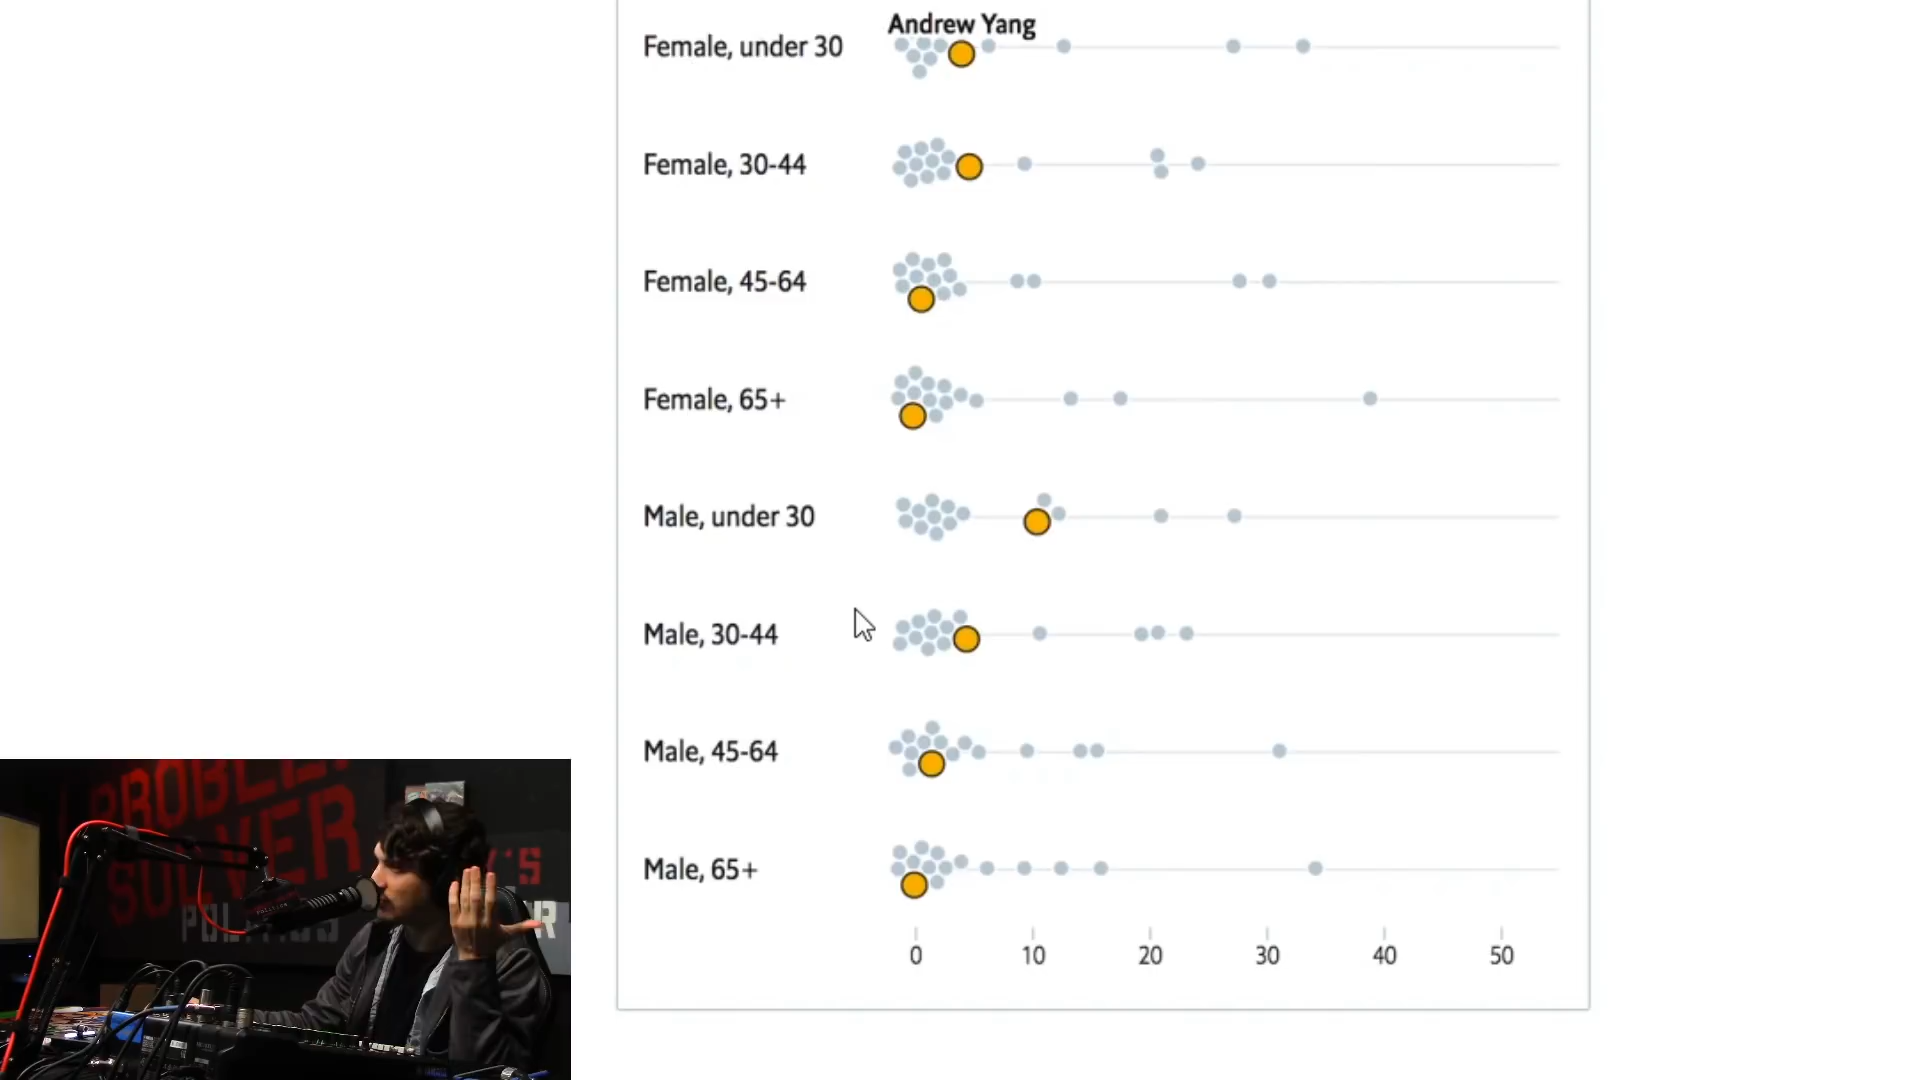 Andrew Yang
Female, under 30
Female, 30-44
Female, 45-64
Female, 65+
Male, under 30
Male, 30-44
Male, 45-64
Male, 65+
0 10 20 30 40 50
SOLVER